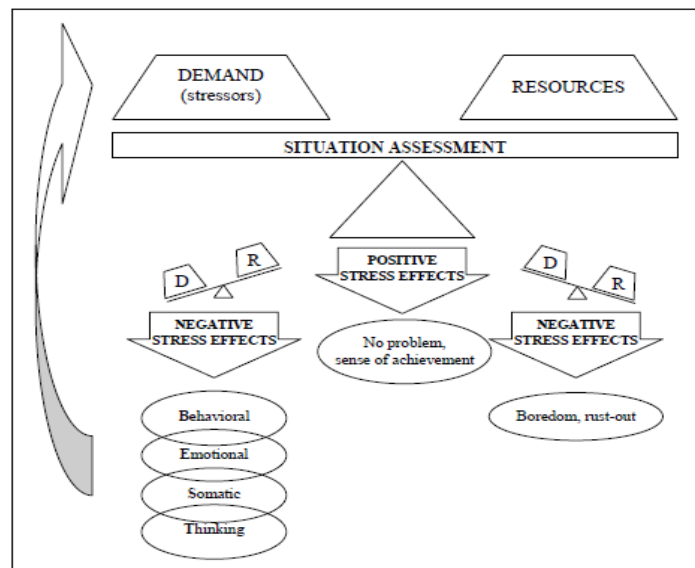 DEMAND
(stressors)
RESOURCES
SITUATION ASSESSMENT
D
R
POSITIVE
STRESS EFFECTS
D
R
NEGATIVE
STRESS EFFECTS
No problem,
sense of achievement
NEGATIVE
STRESS EFFECTS
Behavioral
Emotional
Somatic
Thinking
Boredom, rust-out